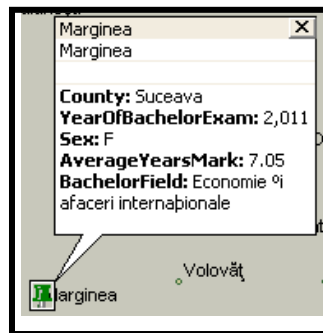 Marginea
Marginea
County: Suceava
YearOfBachelorExam: 2,011
Sex: F
AverageYearsMark: 7.05
BachelorField: Economie ºi
afaceri internaþionale
Volovăţ
Marginea